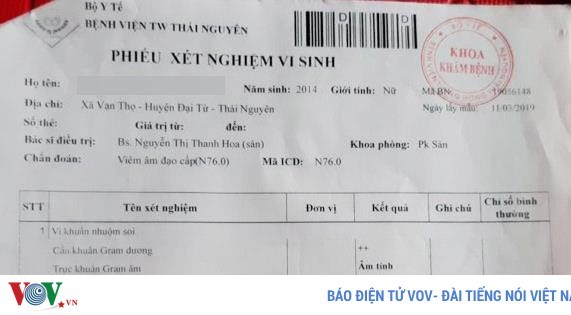 BỘ Y TẾ
BỆNH VIỆN TW THÁI NGUYÊN
PHIẾU XÉT NGHIỆM VI SINH
KHOA
KHÁM BỆNH
Họ tên:
Năm sinh: 2014 Giới tính: Nữ Mã BN:
Địa chỉ: Xã Vạn Thọ - Huyện Đại Từ - Thái Nguyên Ngày lấy mẫu: 11/03/2019
Số thẻ: Giá trị từ: đến:
Bác sĩ điều trị: Bs. Nguyễn Thị Thanh Hoa (sản) Khoa phòng: Pk Sản
Chẩn đoán: Viêm âm đạo cấp(N76.0) Mã ICD: N76.0
STT Tên xét nghiệm Đơn vị Kết quả Ghi chú Chỉ số bình thường
1 Vi khuẩn nhuộm soi
Cầu khuẩn Gram dương ++
Trực khuẩn Gram âm Âm tính
VOV.VN BÁO ĐIỆN TỬ VOV- ĐÀI TIẾNG NÓI VIỆT NA